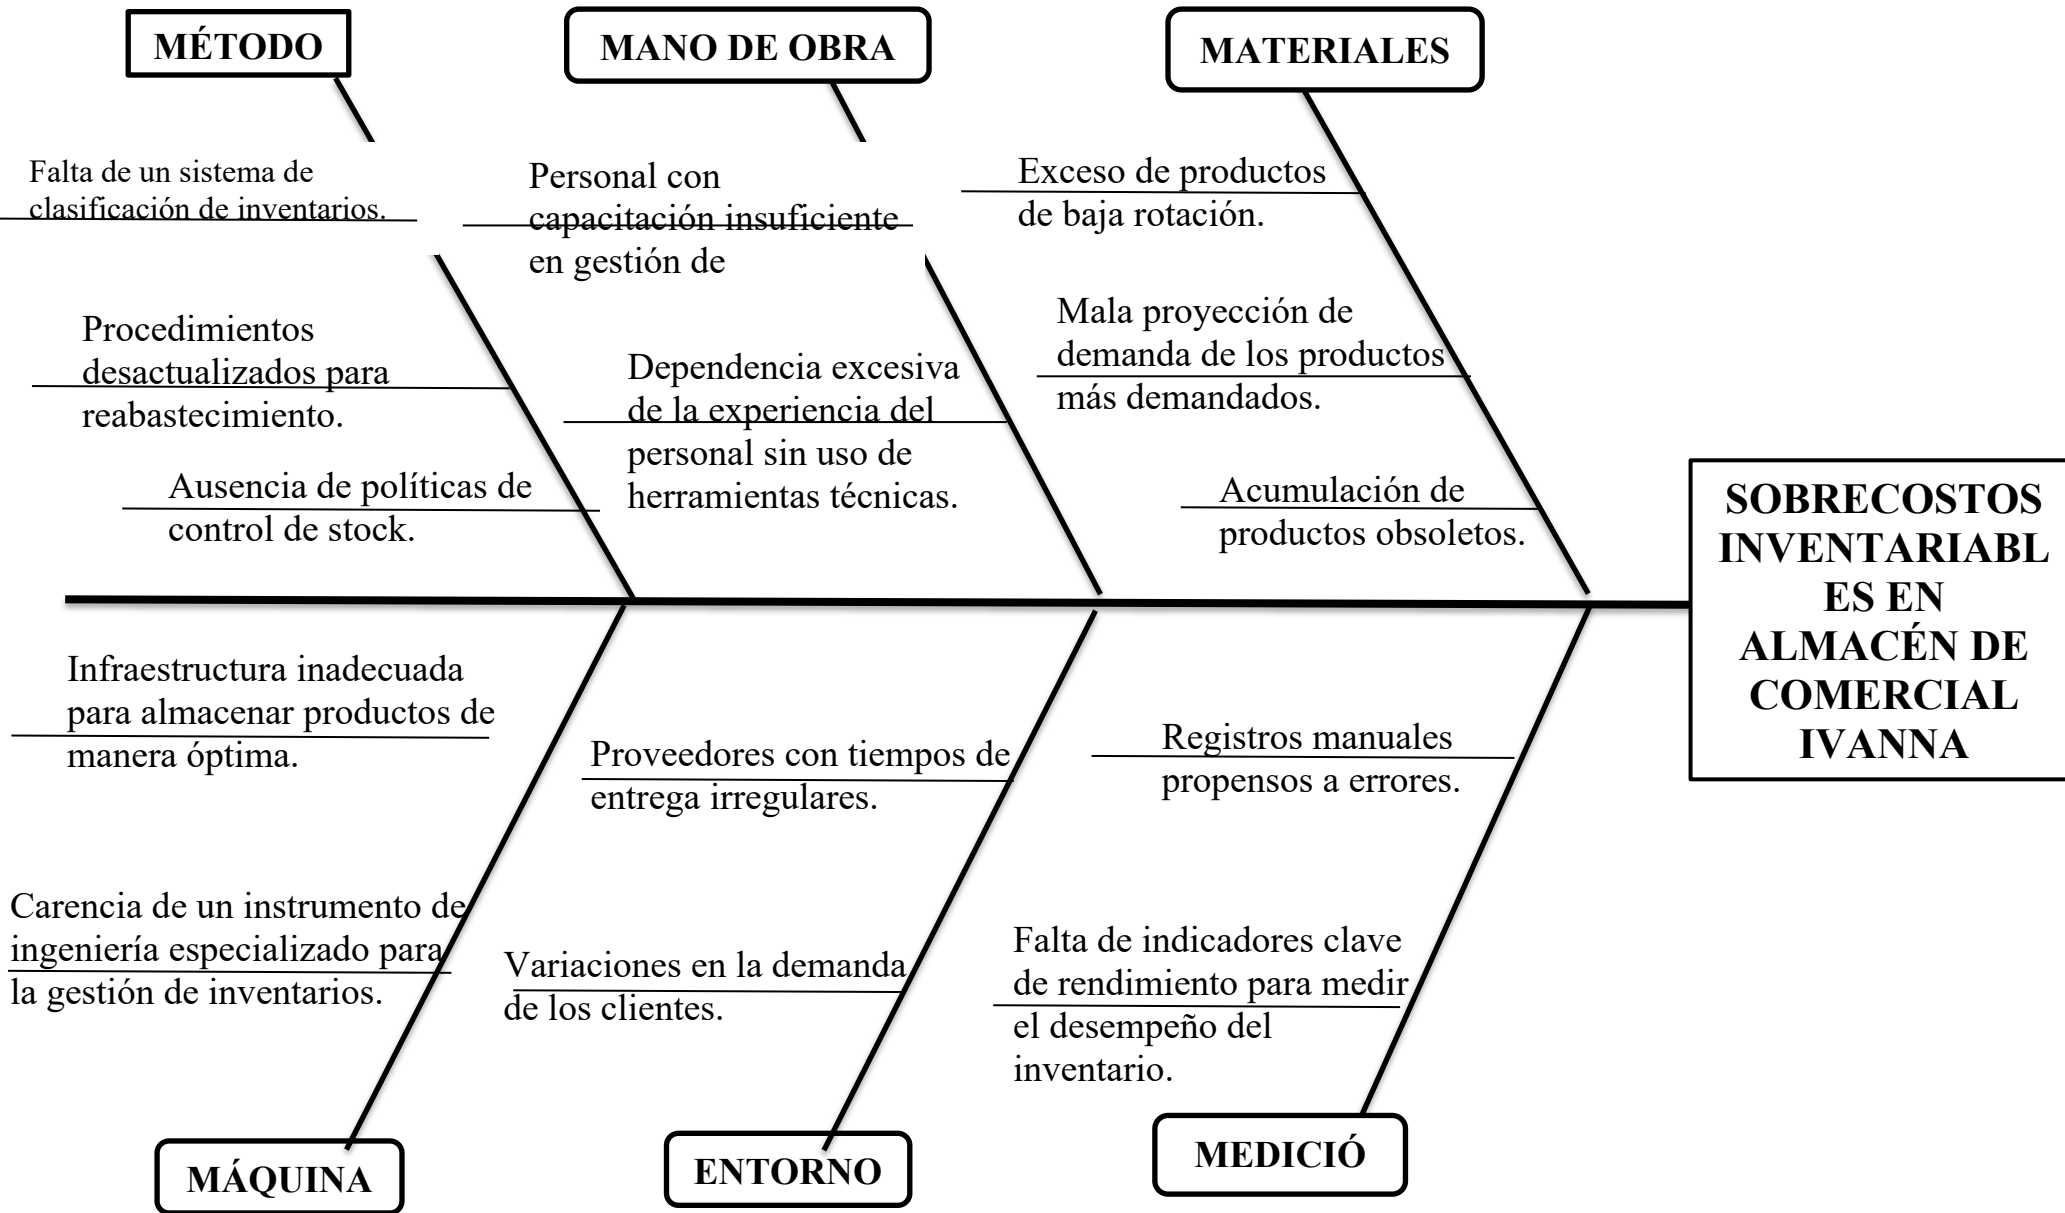 MÉTODO
MANO DE OBRA
MATERIALES
Falta de un sistema de
clasificación de inventarios.
Procedimientos
desactualizados para
reabastecimiento.
Ausencia de políticas de
control de stock.
Personal con
capacitación insuficiente
en gestión de
Dependencia excesiva
de la experiencia del
personal sin uso de
herramientas técnicas.
Exceso de productos
de baja rotación.
Mala proyección de
demanda de los productos
más demandados.
Acumulación de
productos obsoletos.
SOBRECOSTOS
INVENTARIABL
ES EN
ALMACÉN DE
COMERCIAL
IVANNA
Infraestructura inadecuada
para almacenar productos de
manera óptima.
Carencia de un instrumento de
ingeniería especializado para
la gestión de inventarios.
Proveedores con tiempos de
entrega irregulares.
Variaciones en la demanda
de los clientes.
Registros manuales
propensos a errores.
Falta de indicadores clave
de rendimiento para medir
el desempeño del
inventario.
MÁQUINA
ENTORNO
MEDICIÓ